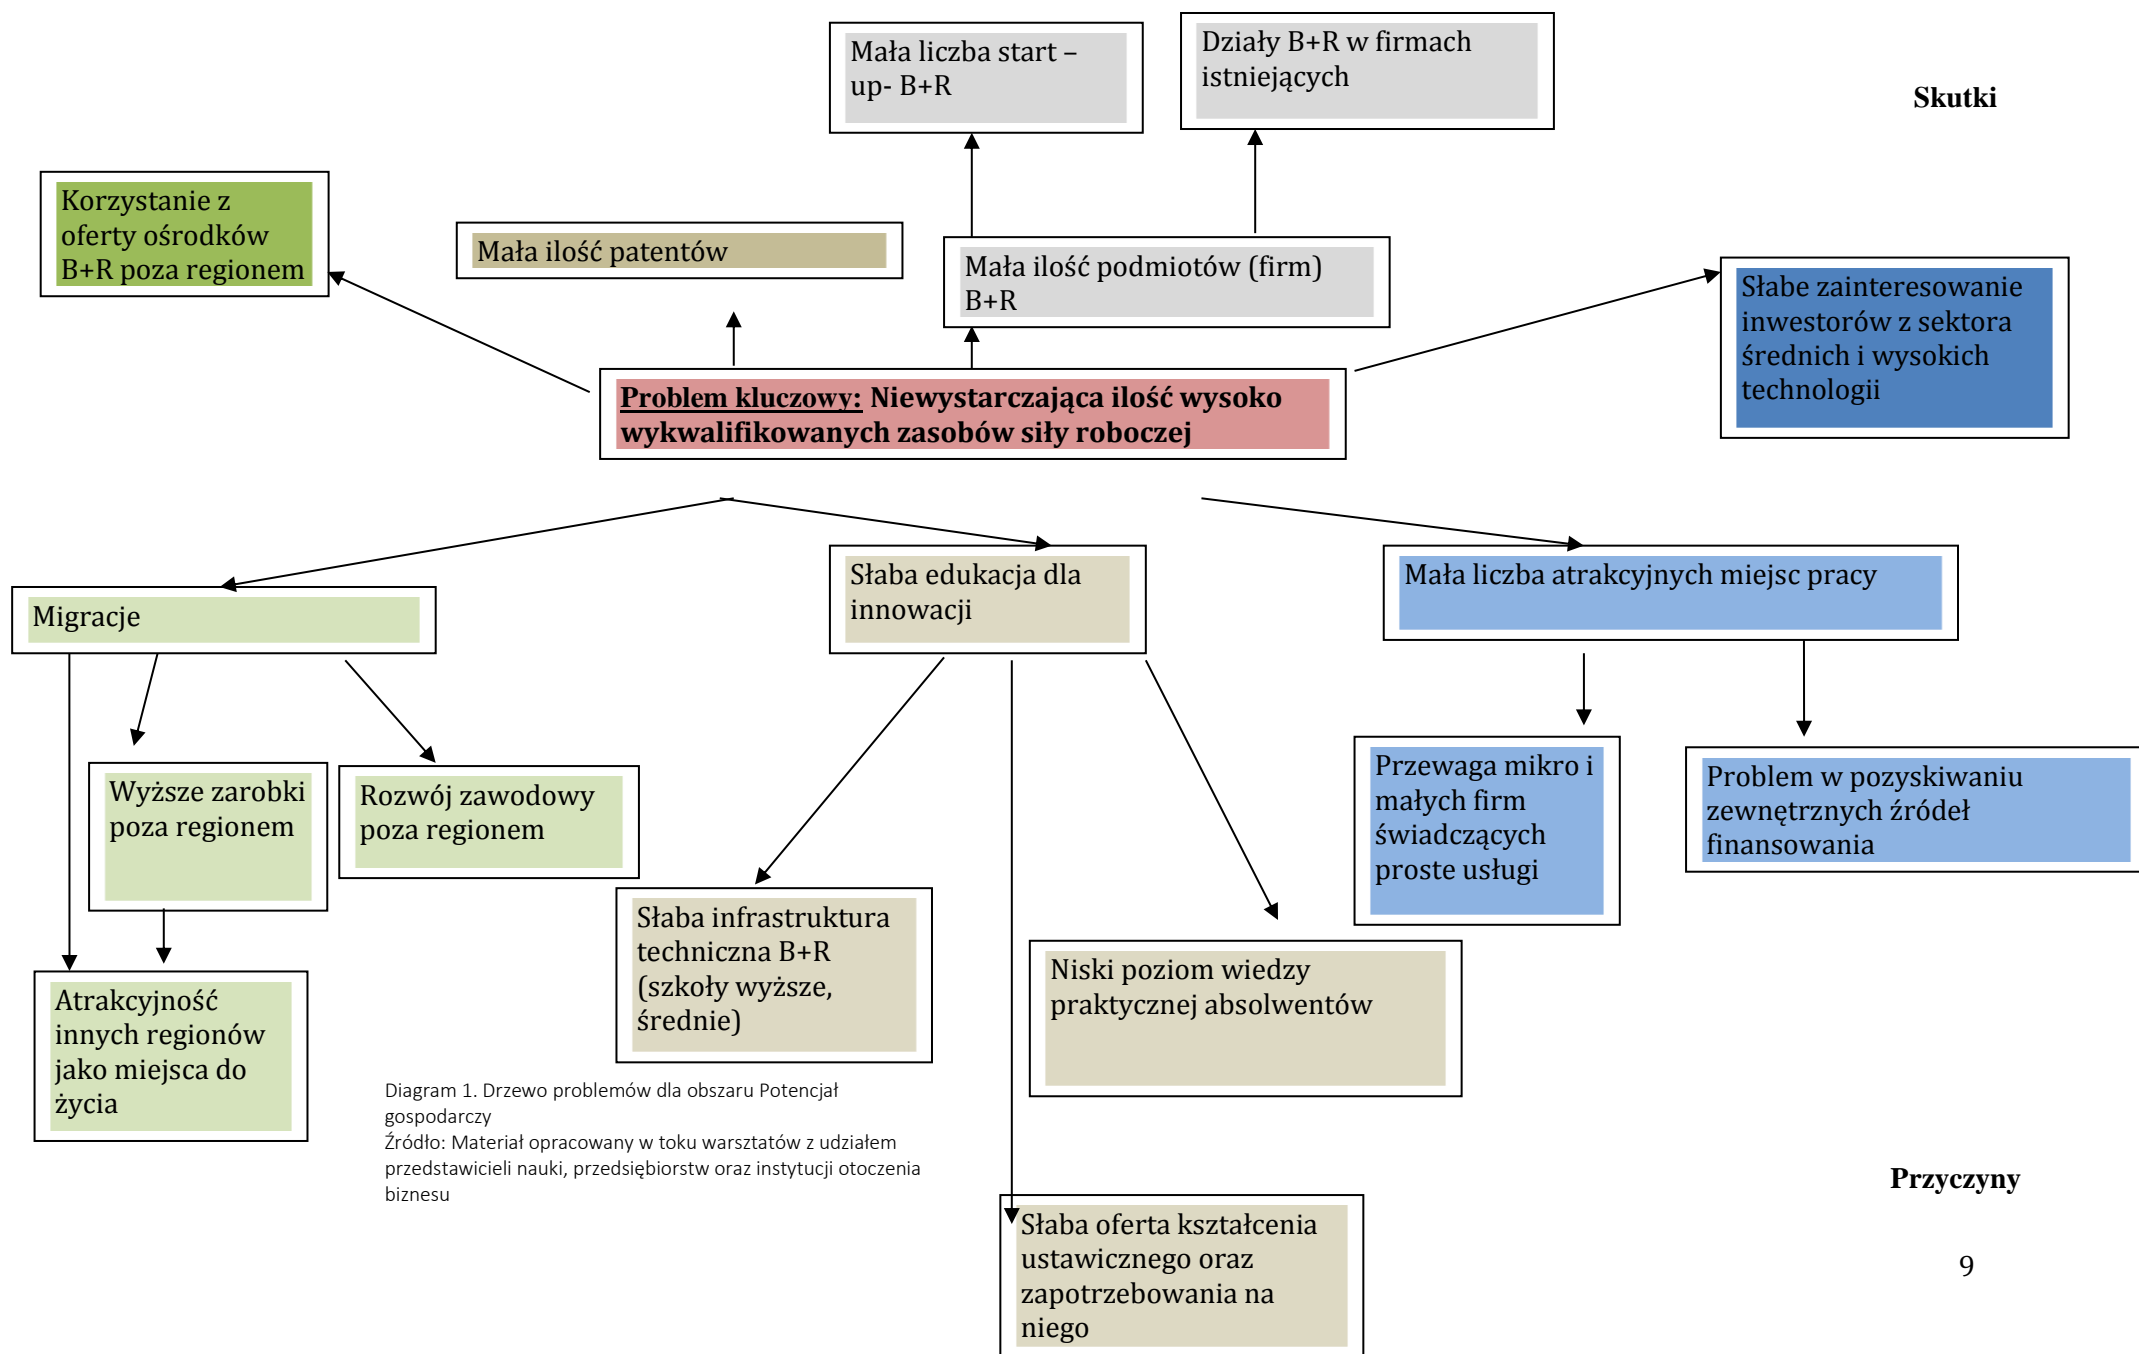 Mała liczba start –
up- B+R
Działy B+R w firmach
istniejących
Skutki
Korzystanie z
oferty ośrodków
B+R poza regionem
Mała ilość patentów
Mała ilość podmiotów (firm)
B+R
Słabe zainteresowanie
inwestorów z sektora
średnich i wysokich
technologii
Problem kluczowy: Niewystarczająca ilość wysoko
wykwalifikowanych zasobów siły roboczej
Migracje
Słaba edukacja dla
innowacji
Mała liczba atrakcyjnych miejsc pracy
Wyższe zarobki
poza regionem
Rozwój zawodowy
poza regionem
Przewaga mikro i
małych firm
świadczących
proste usługi
Problem w pozyskiwaniu
zewnętrznych źródeł
finansowania
Słaba infrastruktura
techniczna B+R
(szkoły wyższe,
średnie)
Niski poziom wiedzy
praktycznej absolwentów
Atrakcyjność
innych regionów
jako miejsca do
życia
Diagram 1. Drzewo problemów dla obszaru Potencjał
gospodarczy
Źródło: Materiał opracowany w toku warsztatów z udziałem
przedstawicieli nauki, przedsiębiorstw oraz instytucji otoczenia
biznesu
Przyczyny
Słaba oferta kształcenia
ustawicznego oraz
zapotrzebowania na
niego
9